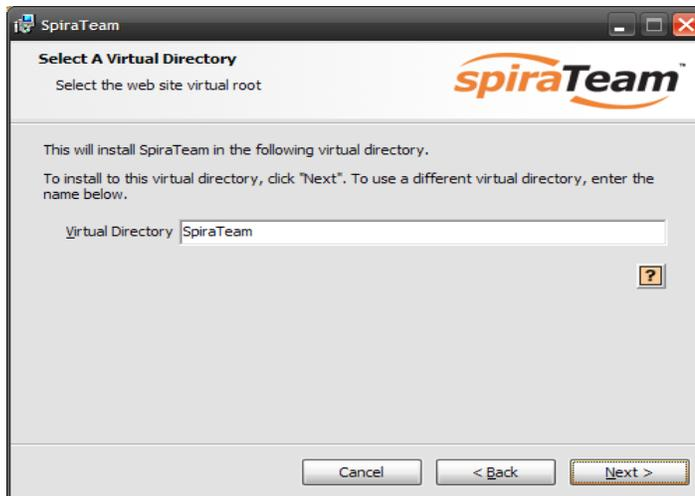 SpiraTeam
Select A Virtual Directory
Select the web site virtual root
spiraTeam™
This will install SpiraTeam in the following virtual directory.
To install to this virtual directory, click "Next". To use a different virtual directory, enter the
name below.
Virtual Directory SpiraTeam
?
Cancel < Back Next >